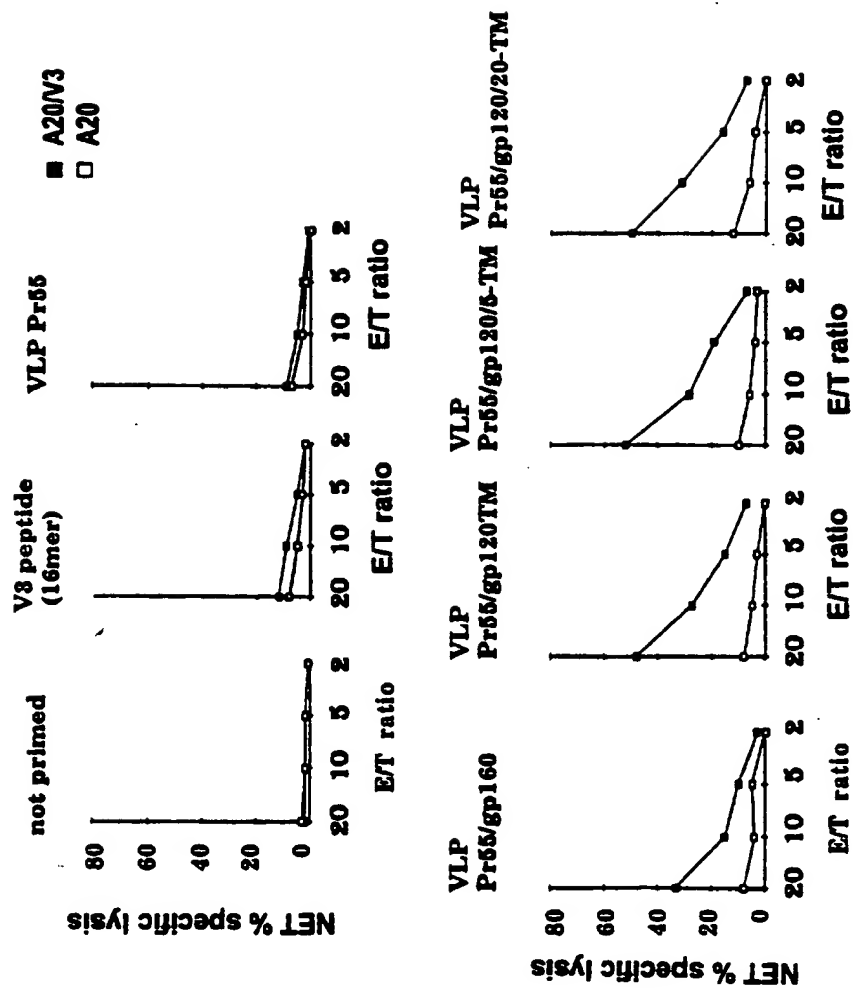 ■ A20/V3
□ A20
not primed
V3 peptide
(16mer)
VLP Pr55
NET % specific lysis
80
60
40
20
0
20 10 5 2
E/T ratio
20 10 5 2
E/T ratio
20 10 5 2
E/T ratio
VLP
Pr55/gp160
VLP
Pr55/gp120TM
VLP
Pr55/gp120/5-TM
VLP
Pr55/gp120/20-TM
NET % specific lysis
80
60
40
20
0
20 10 5 2
E/T ratio
20 10 5 2
E/T ratio
20 10 5 2
E/T ratio
20 10 5 2
E/T ratio